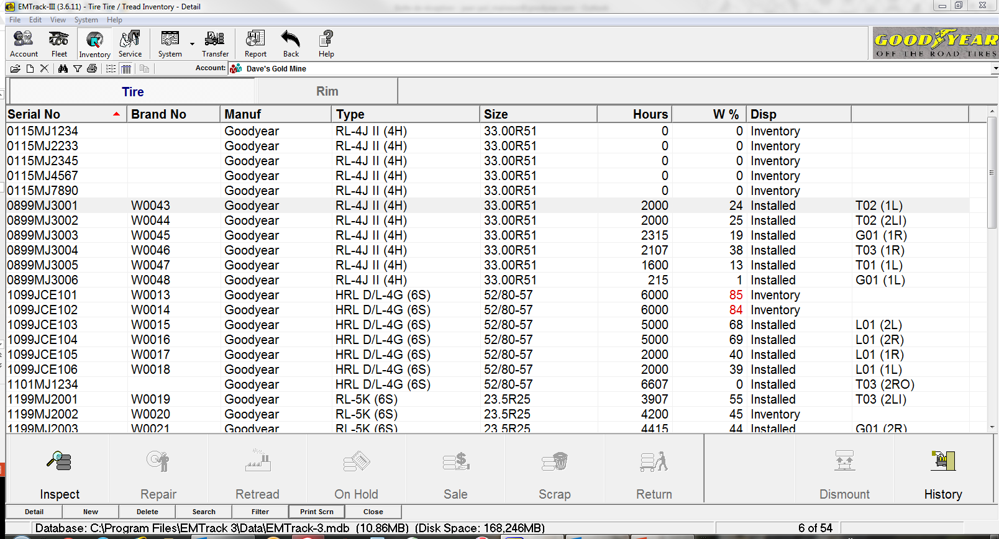 EMTrack-III (3.6.11) - Tire Tire / Tread Inventory - Detail
File Edit View System Help
Account Fleet Inventory Service System Transfer Report Back Help
GOODYEAR
OFF THE ROAD TIRES
Account: Dave's Gold Mine
Tire Rim
Serial No Brand No Manuf Type Size Hours W % Disp
0115MJ1234 Goodyear RL-4J II (4H) 33.00R51 0 0 Inventory
0115MJ2233 Goodyear RL-4J II (4H) 33.00R51 0 0 Inventory
0115MJ2345 Goodyear RL-4J II (4H) 33.00R51 0 0 Inventory
0115MJ4567 Goodyear RL-4J II (4H) 33.00R51 0 0 Inventory
0115MJ7890 Goodyear RL-4J II (4H) 33.00R51 0 0 Inventory
0899MJ3001 W0043 Goodyear RL-4J II (4H) 33.00R51 2000 24 Installed T02 (1L)
0899MJ3002 W0044 Goodyear RL-4J II (4H) 33.00R51 2000 25 Installed T02 (2LI)
0899MJ3003 W0045 Goodyear RL-4J II (4H) 33.00R51 2315 19 Installed G01 (1R)
0899MJ3004 W0046 Goodyear RL-4J II (4H) 33.00R51 2107 38 Installed T03 (1R)
0899MJ3005 W0047 Goodyear RL-4J II (4H) 33.00R51 1600 13 Installed T01 (1L)
0899MJ3006 W0048 Goodyear RL-4J II (4H) 33.00R51 215 1 Installed G01 (1L)
1099JCE101 W0013 Goodyear HRL D/L-4G (6S) 52/80-57 6000 85 Inventory
1099JCE102 W0014 Goodyear HRL D/L-4G (6S) 52/80-57 6000 84 Inventory
1099JCE103 W0015 Goodyear HRL D/L-4G (6S) 52/80-57 5000 68 Installed L01 (2L)
1099JCE104 W0016 Goodyear HRL D/L-4G (6S) 52/80-57 5000 69 Installed L01 (2R)
1099JCE105 W0017 Goodyear HRL D/L-4G (6S) 52/80-57 2000 40 Installed L01 (1R)
1099JCE106 W0018 Goodyear HRL D/L-4G (6S) 52/80-57 2000 39 Installed L01 (1L)
1101MJ1234 Goodyear HRL D/L-4G (6S) 52/80-57 6607 0 Installed T03 (2RO)
1199MJ2001 W0019 Goodyear RL-5K (6S) 23.5R25 3907 55 Installed T03 (2LI)
1199MJ2002 W0020 Goodyear RL-5K (6S) 23.5R25 4200 45 Inventory
1199MJ2003 W0021 Goodyear RL-5K (6S) 23.5R25 4415 44 Installed G01 (2R)
Inspect Repair Retread On Hold Sale Scrap Return Dismount History
Detail New Delete Search Filter Print Scrn Close
Database: C:\Program Files\EMTrack 3\Data\EMTrack-3.mdb (10.86MB) (Disk Space: 168,246MB) 6 of 54